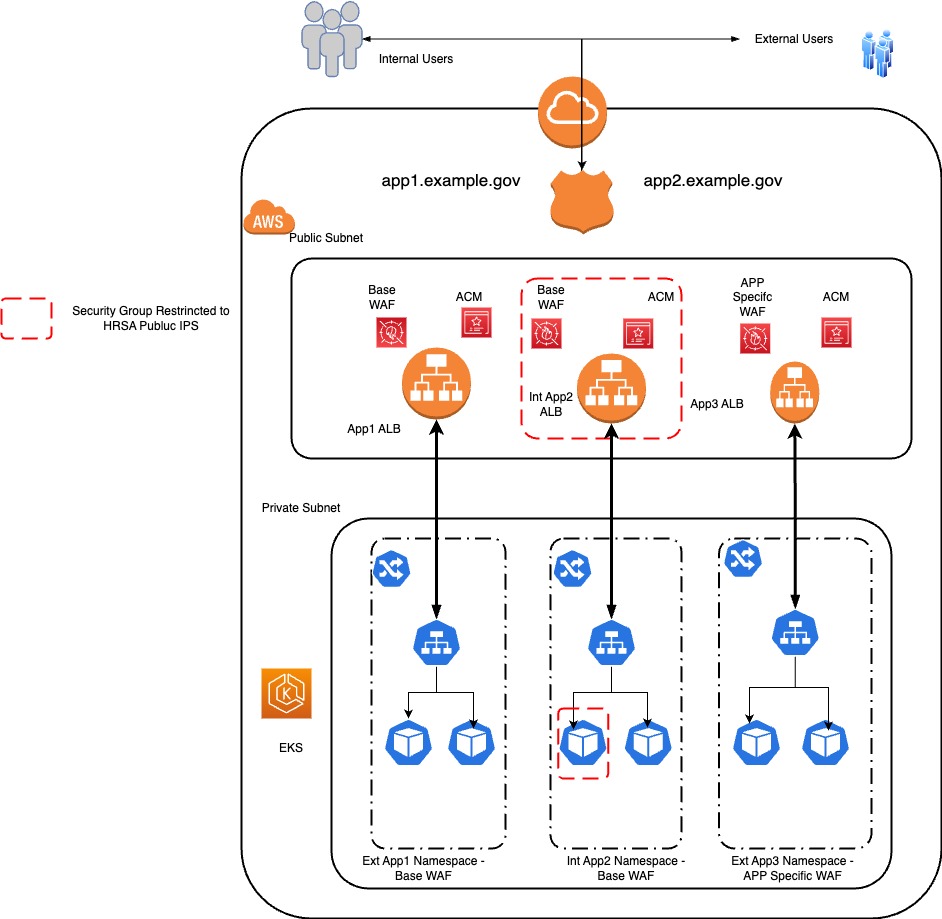 Internal Users
External Users
app1.example.gov
app2.example.gov
AWS
Public Subnet
Security Group Restrincted to
HRSA Publuc IPS
Base
WAF
ACM
App1 ALB
Base
WAF
ACM
Int App2
ALB
APP
Specifc
WAF
ACM
App3 ALB
Private Subnet
K
EKS
Ext App1 Namespace -
Base WAF
Int App2 Namespace -
Base WAF
Ext App3 Namespace -
APP Specific WAF